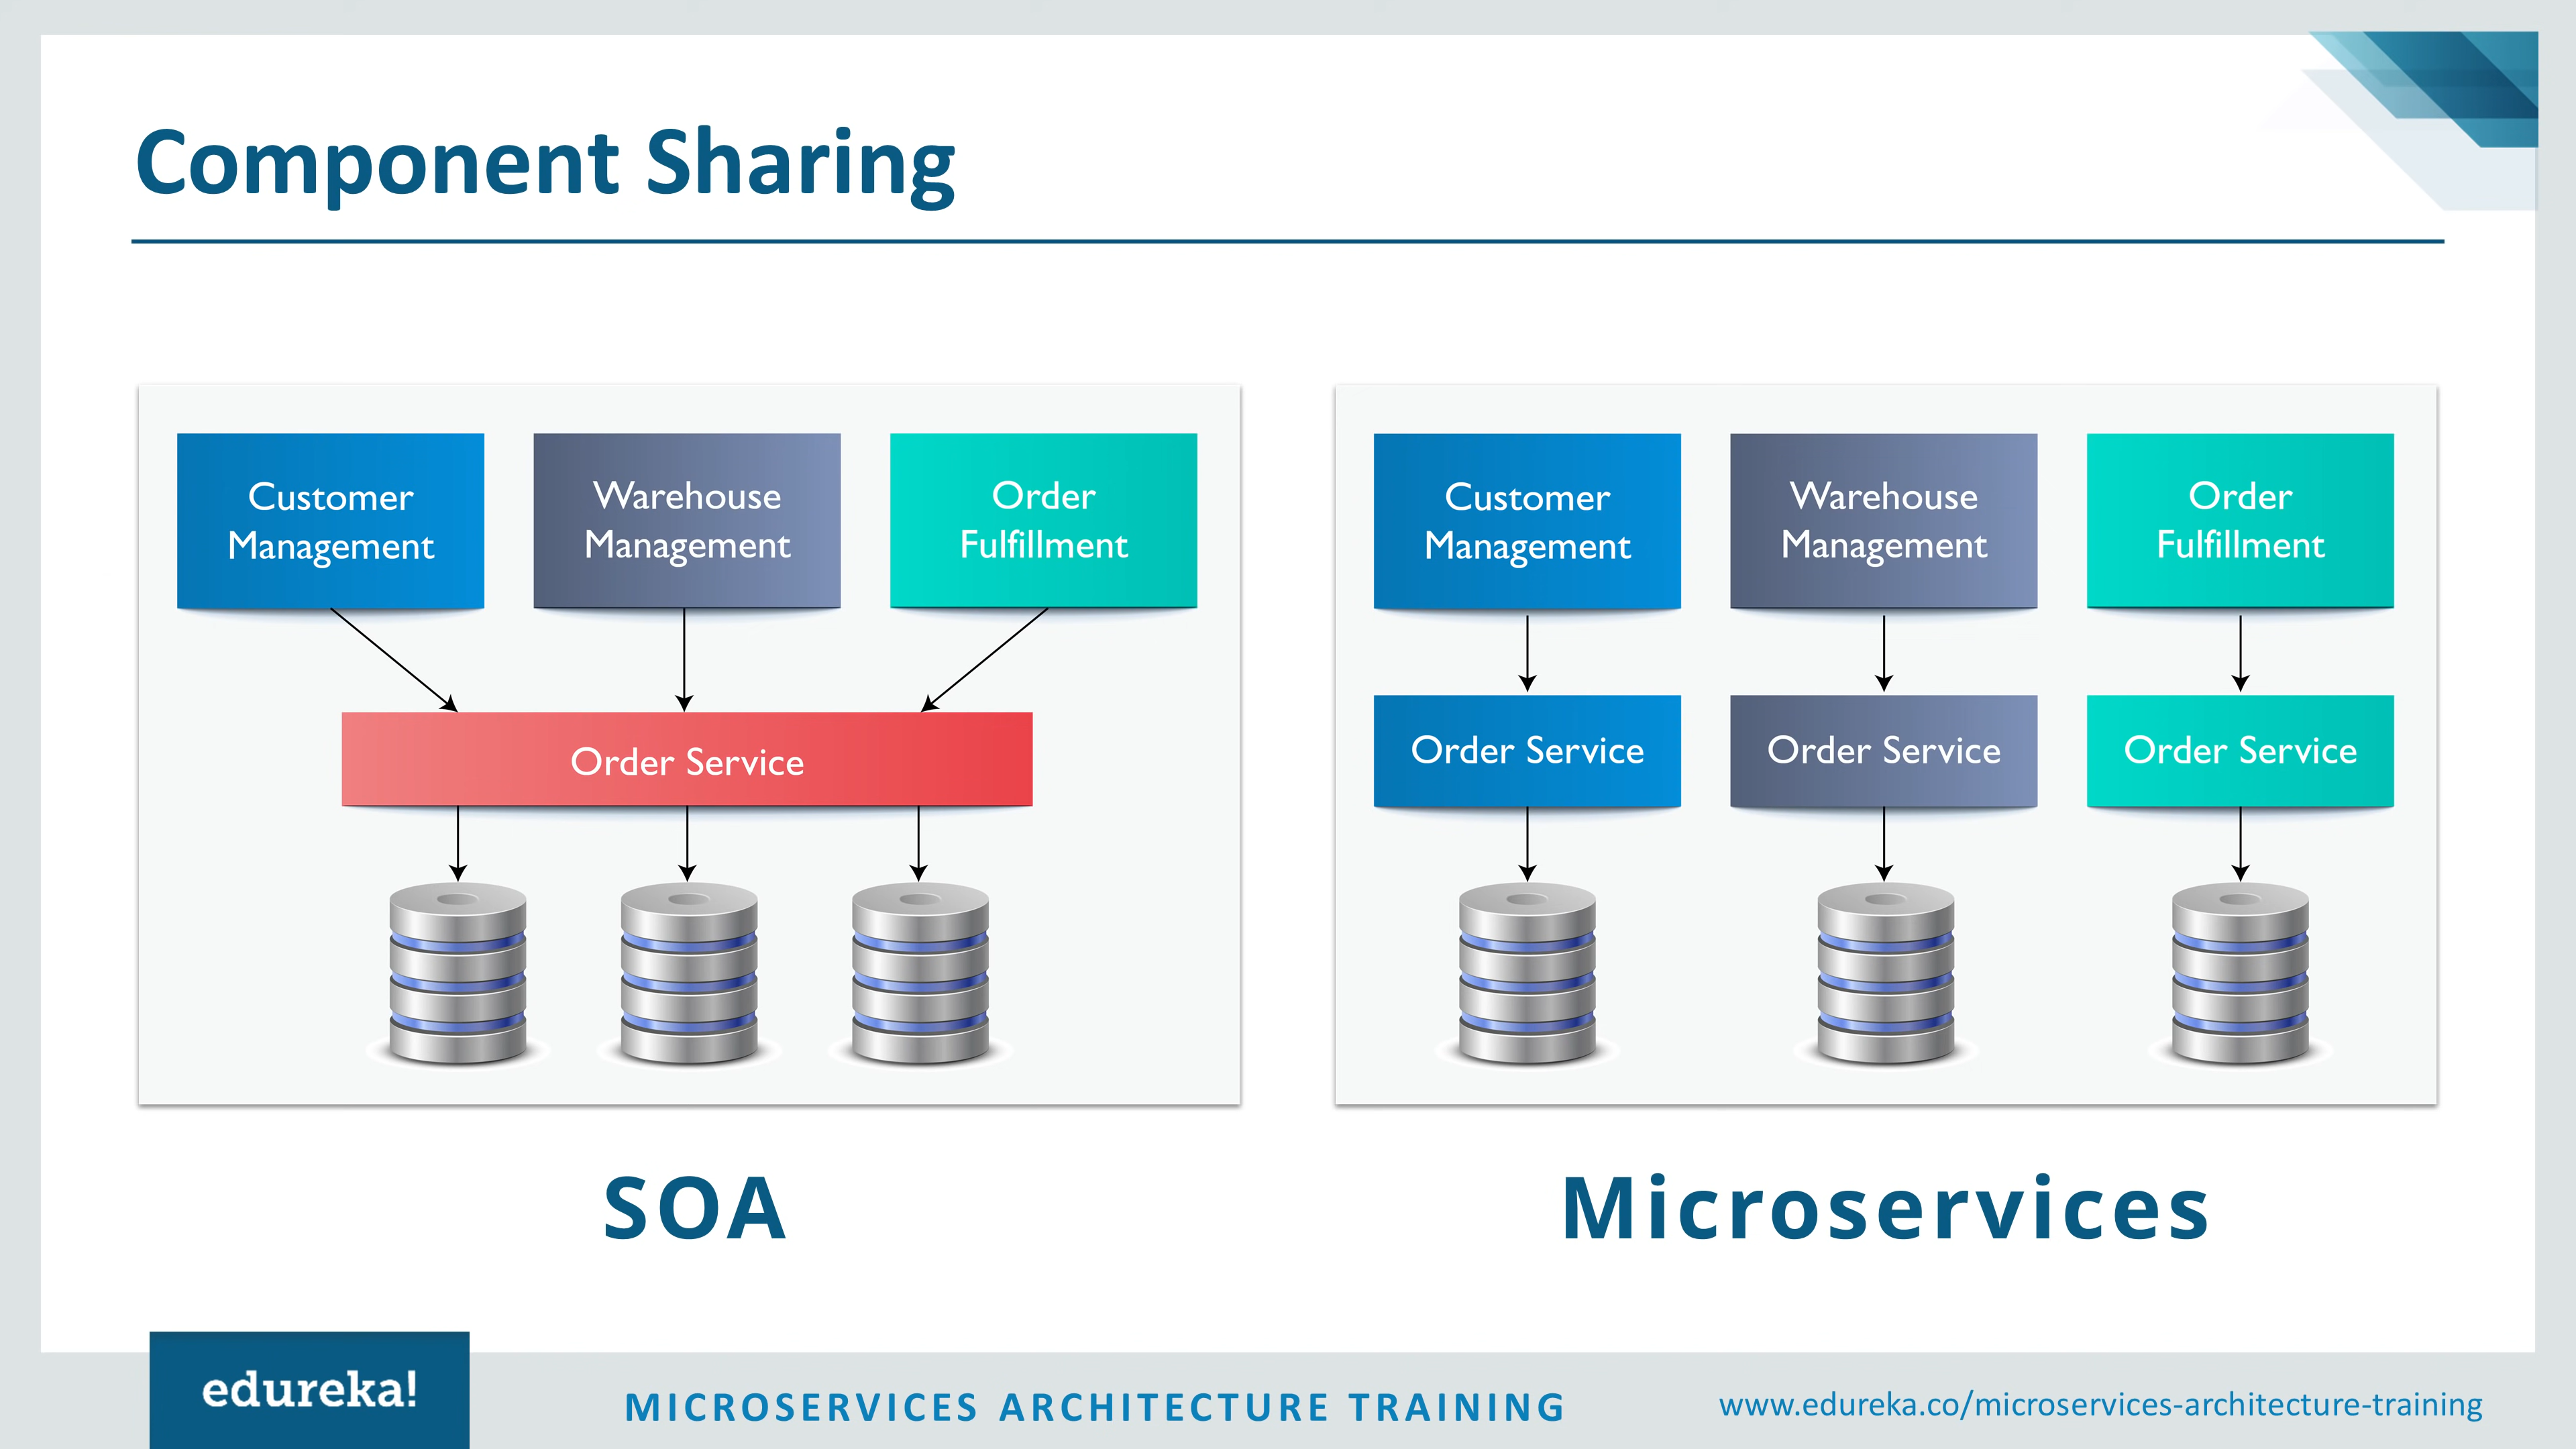 Component Sharing
Customer
Management
Warehouse
Management
Order
Fulfillment
Order Service
SOA
Customer
Management
Warehouse
Management
Order
Fulfillment
Order Service
Order Service
Order Service
Microservices
edureka!
MICROSERVICES ARCHITECTURE TRAINING
www.edureka.co/microservices-architecture-training